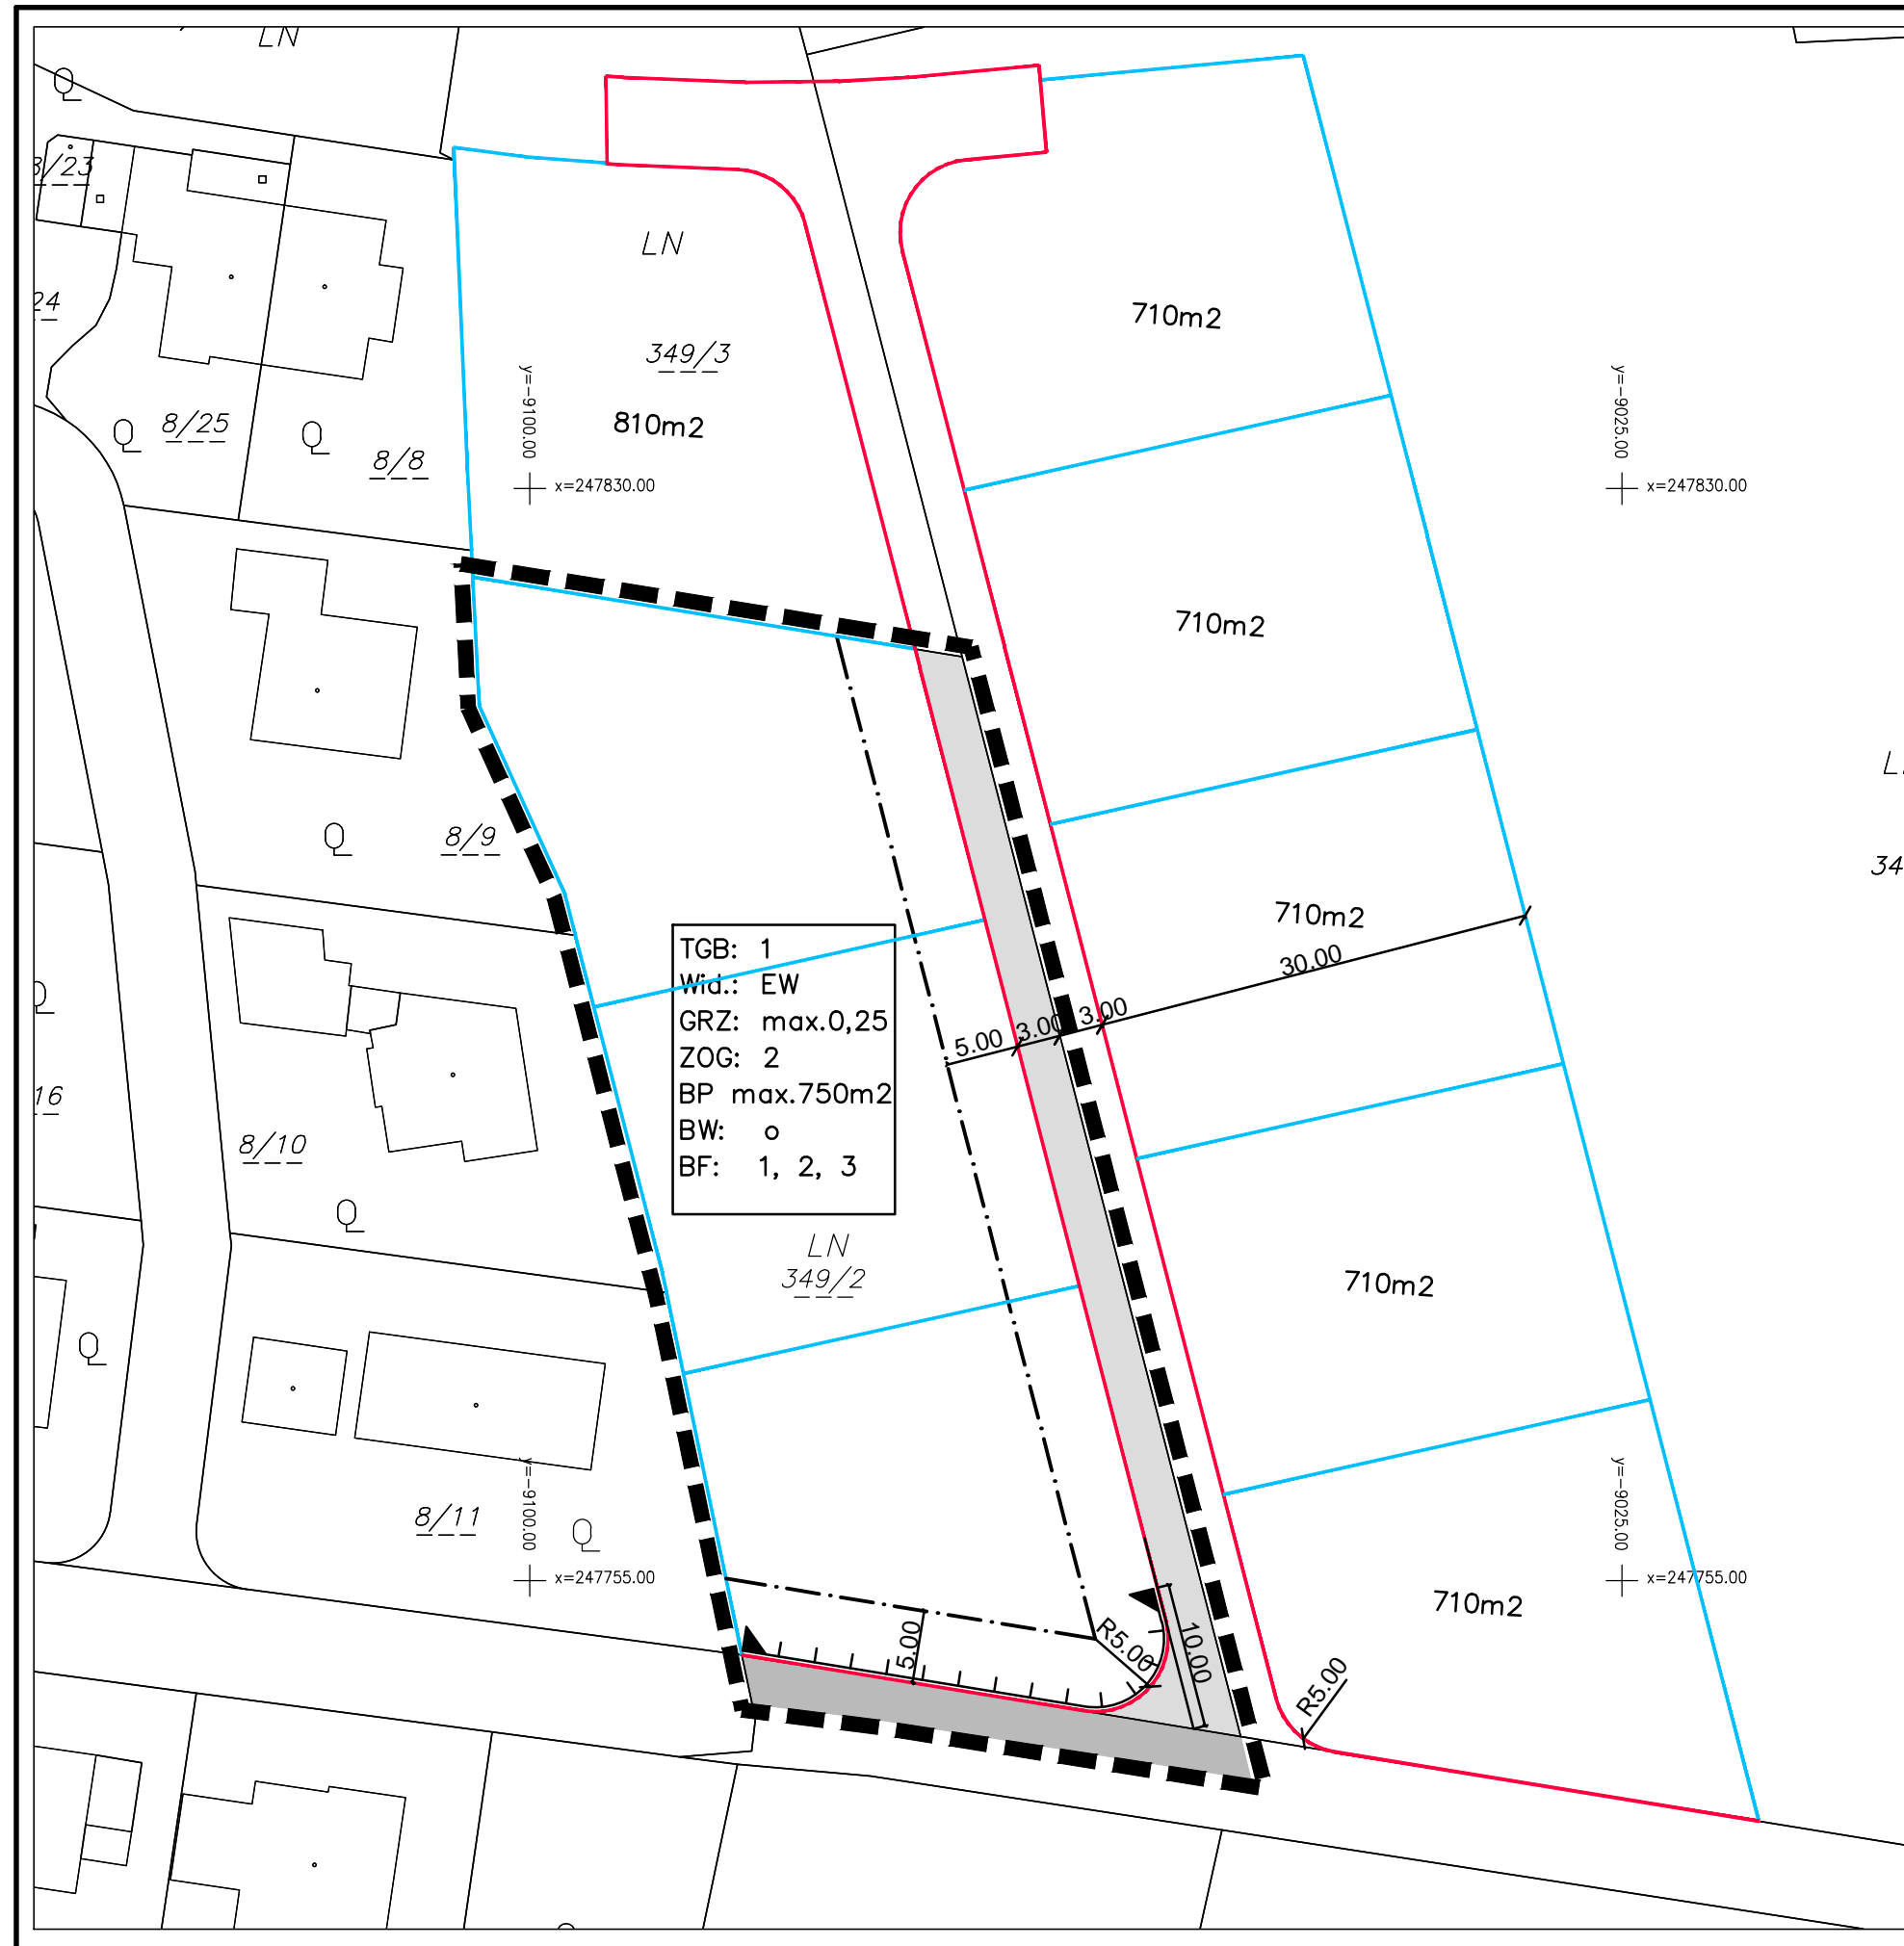 LN
8/23
LN
710m2
24
349/3
y=-9100.00
y=-9025.00
8/25
810m2
8/8
x=247830.00
x=247830.00
710m2
8/9
710m2
TGB: 1
Wid.: EW
GRZ: max.0,25
ZOG: 2
BP max.750m2
BW: o
BF: 1, 2, 3
30.00
5.00
3.00
3.00
16
8/10
LN
349/2
710m2
8/11
y=-9100.00
y=-9025.00
x=247755.00
x=247755.00
710m2
5.00
R5.00
10.00
R5.00